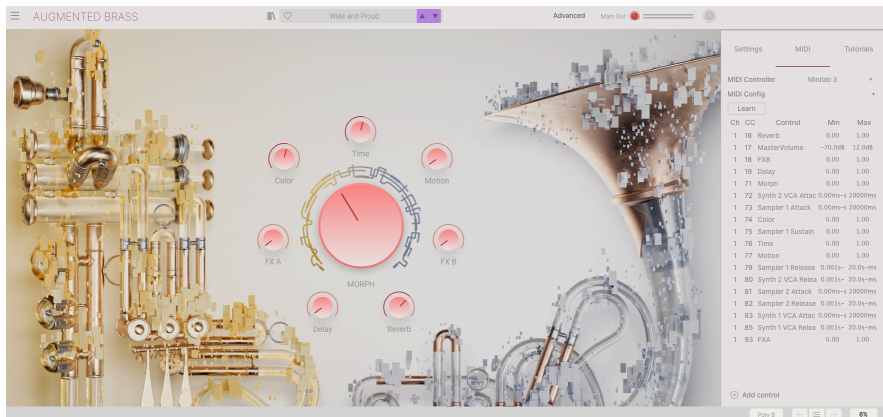 AUGMENTED BRASS
Wide and Proud
Advanced
Main Out
Time
Color
Motion
FX A
FX B
MORPH
Delay
Reverb
Settings MIDI Tutorials
MIDI Controller Minilab 3
MIDI Config
Learn
Ch CC Control Min Max
1 16 Reverb 0.00 1.00
1 17 MasterVolume -70.0dB 12.0dB
1 18 FXB 0.00 1.00
1 19 Delay 0.00 1.00
1 71 Morph 0.00 1.00
1 72 Synth 2 VCA Attac 0.00ms-s 20000ms
1 73 Sampler 1 Attack 0.00ms-s 20000ms
1 74 Color 0.00 1.00
1 75 Sampler 1 Sustain 0.00 1.00
1 76 Time 0.00 1.00
1 77 Motion 0.00 1.00
1 79 Sampler 1 Release 0.001s- 20.0s-ms
1 80 Synth 2 VCA Relea 0.001s- 20.0s-ms
1 81 Sampler 2 Attack 0.00ms-s 20000ms
1 82 Sampler 2 Release 0.001s- 20.0s-ms
1 83 Synth 1 VCA Attac 0.00ms-s 20000ms
1 85 Synth 1 VCA Relea 0.001s- 20.0s-ms
1 93 FXA 0.00 1.00
Add control
Poly 8
6%